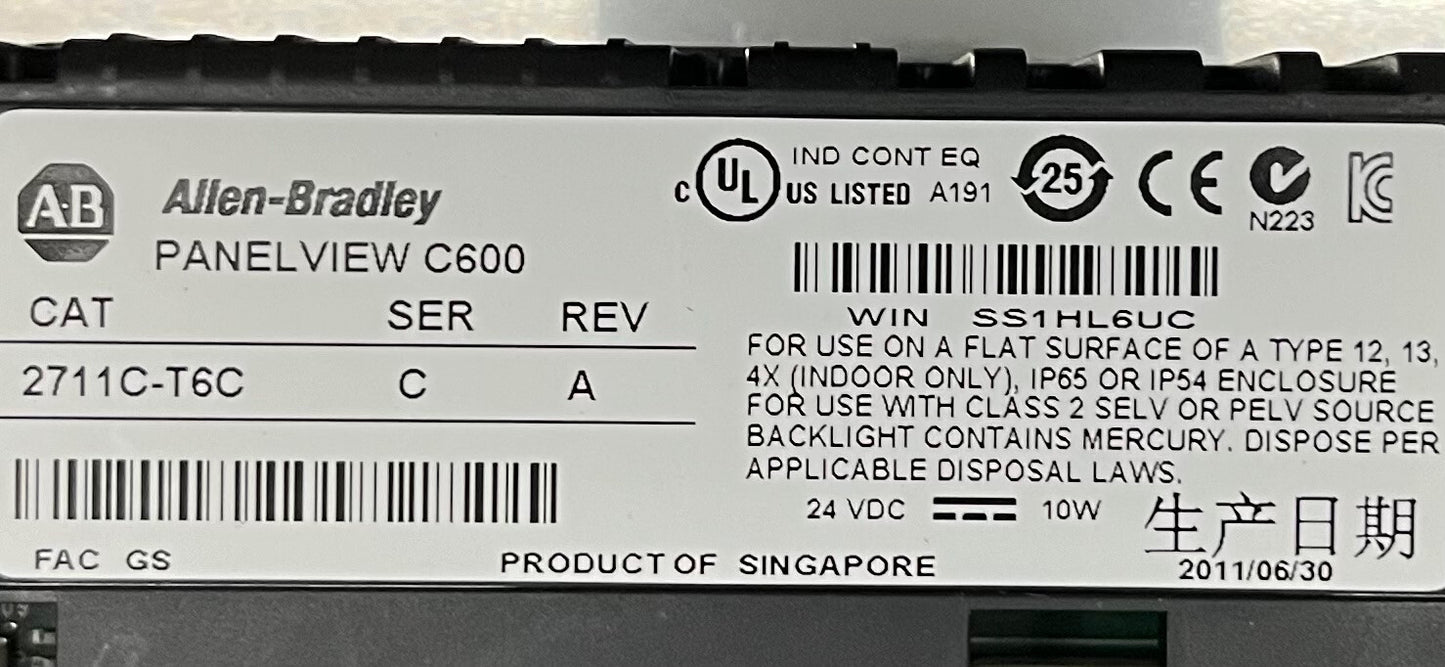 A·B Allen-Bradley
PANELVIEW C600
CAT SER REV
2711C-T6C C A
FAC GS
PRODUCT OF SINGAPORE
C UL US LISTED IND CONT EQ A191
25
CE
N223
KC
WIN SS1HL6UC
FOR USE ON A FLAT SURFACE OF A TYPE 12, 13,
4X (INDOOR ONLY), IP65 OR IP54 ENCLOSURE
FOR USE WITH CLASS 2 SELV OR PELV SOURCE
BACKLIGHT CONTAINS MERCURY. DISPOSE PER
APPLICABLE DISPOSAL LAWS.
24 VDC 10W
生产日期
2011/06/30